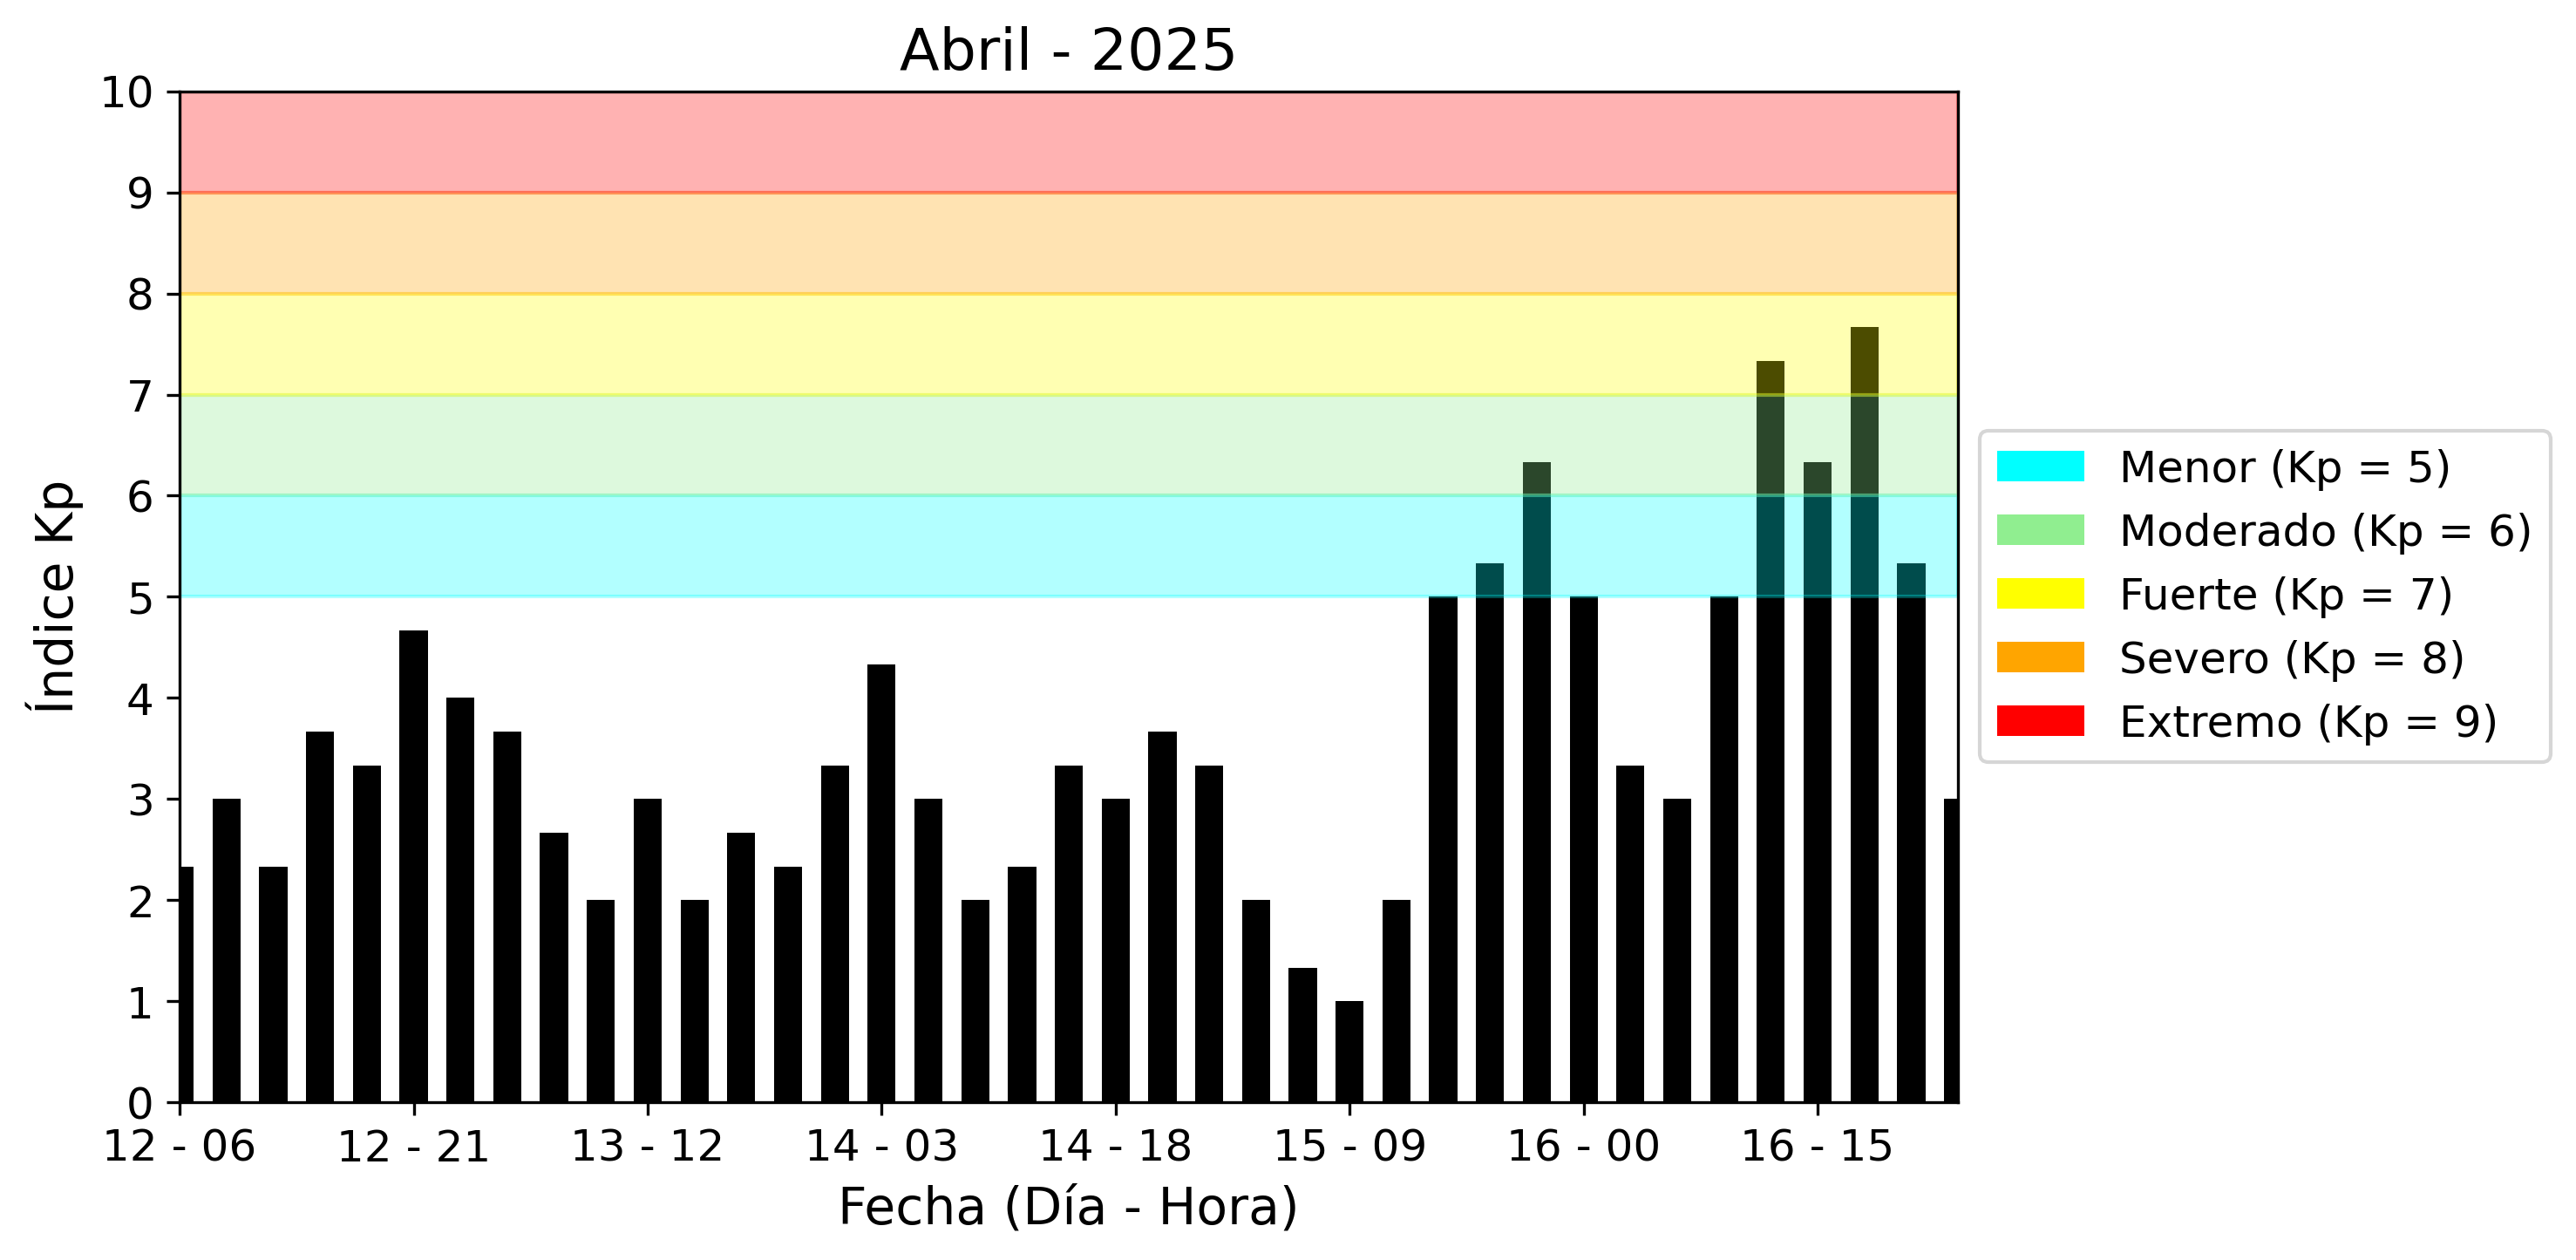 Abril - 2025
10
9
8
7
6
5
4
3
2
1
0
Índice Kp
12 - 06
12 - 21
13 - 12
14 - 03
14 - 18
15 - 09
16 - 00
16 - 15
Fecha (Día - Hora)
Menor (Kp = 5)
Moderado (Kp = 6)
Fuerte (Kp = 7)
Severo (Kp = 8)
Extremo (Kp = 9)